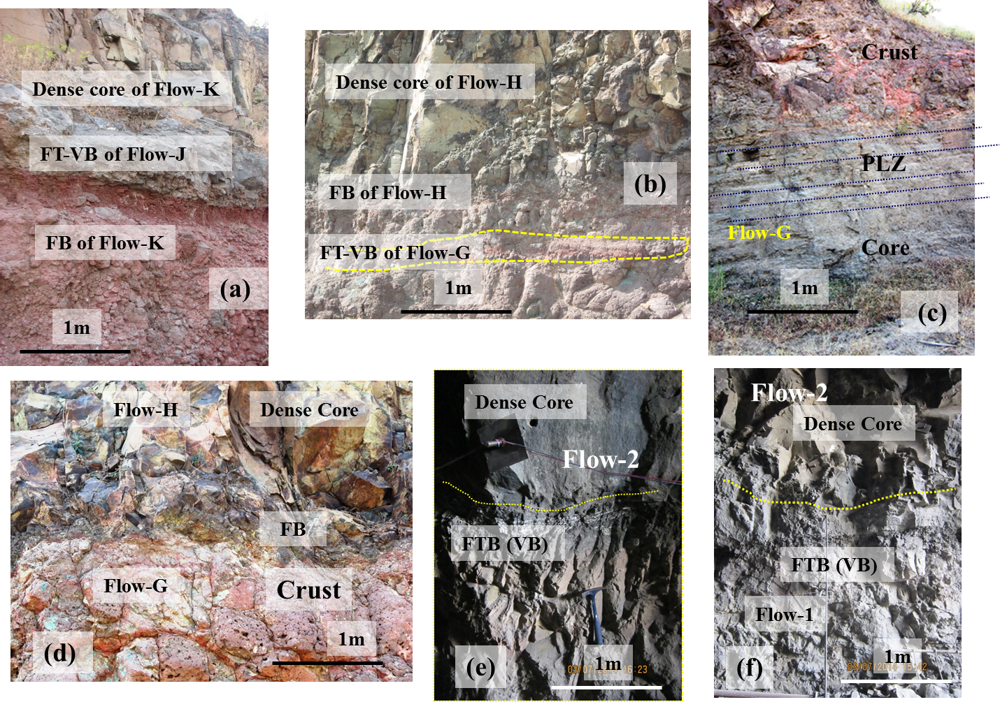 Dense core of Flow-K
FT-VB of Flow-J
FB of Flow-K
(a)
1m
Dense core of Flow-H
FB of Flow-H
(b)
FT-VB of Flow-G
1m
Crust
PLZ
Flow-G
Core
1m
(c)
Flow-H
Dense Core
FB
Flow-G
Crust
1m
(d)
Dense Core
Flow-2
FTB (VB)
1m
(e)
Flow-2
Dense Core
FTB (VB)
Flow-1
1m
(f)